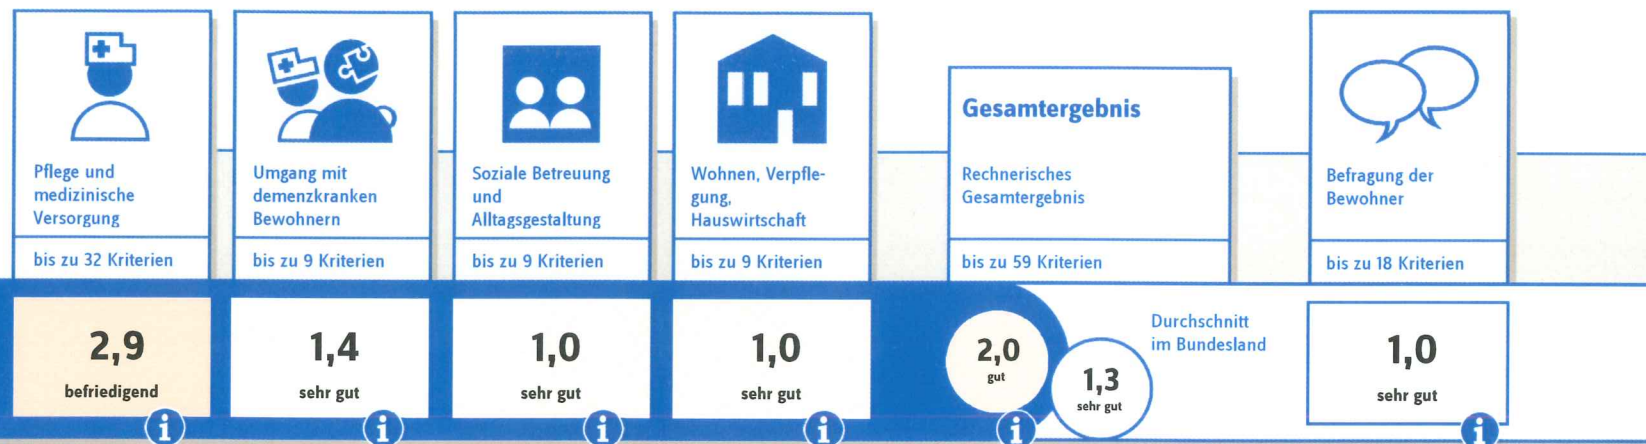 Pflege und
medizinische
Versorgung
bis zu 32 Kriterien
2,9
befriedigend
i
Umgang mit
demenzkranken
Bewohnern
bis zu 9 Kriterien
1,4
sehr gut
i
Soziale Betreuung
und
Alltagsgestaltung
bis zu 9 Kriterien
1,0
sehr gut
i
Wohnen, Verpfle-
gung,
Hauswirtschaft
bis zu 9 Kriterien
1,0
sehr gut
i
Gesamtergebnis
Rechnerisches
Gesamtergebnis
bis zu 59 Kriterien
2,0
gut
i
1,3
sehr gut
Durchschnitt
im Bundesland
Befragung der
Bewohner
bis zu 18 Kriterien
1,0
sehr gut
i